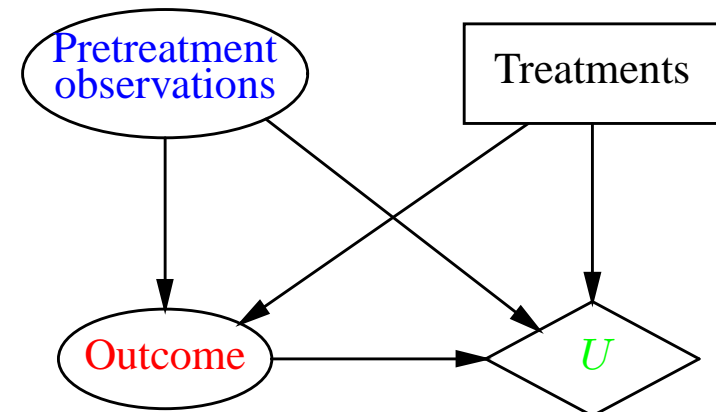 Pretreatment
observations
Treatments
Outcome
U